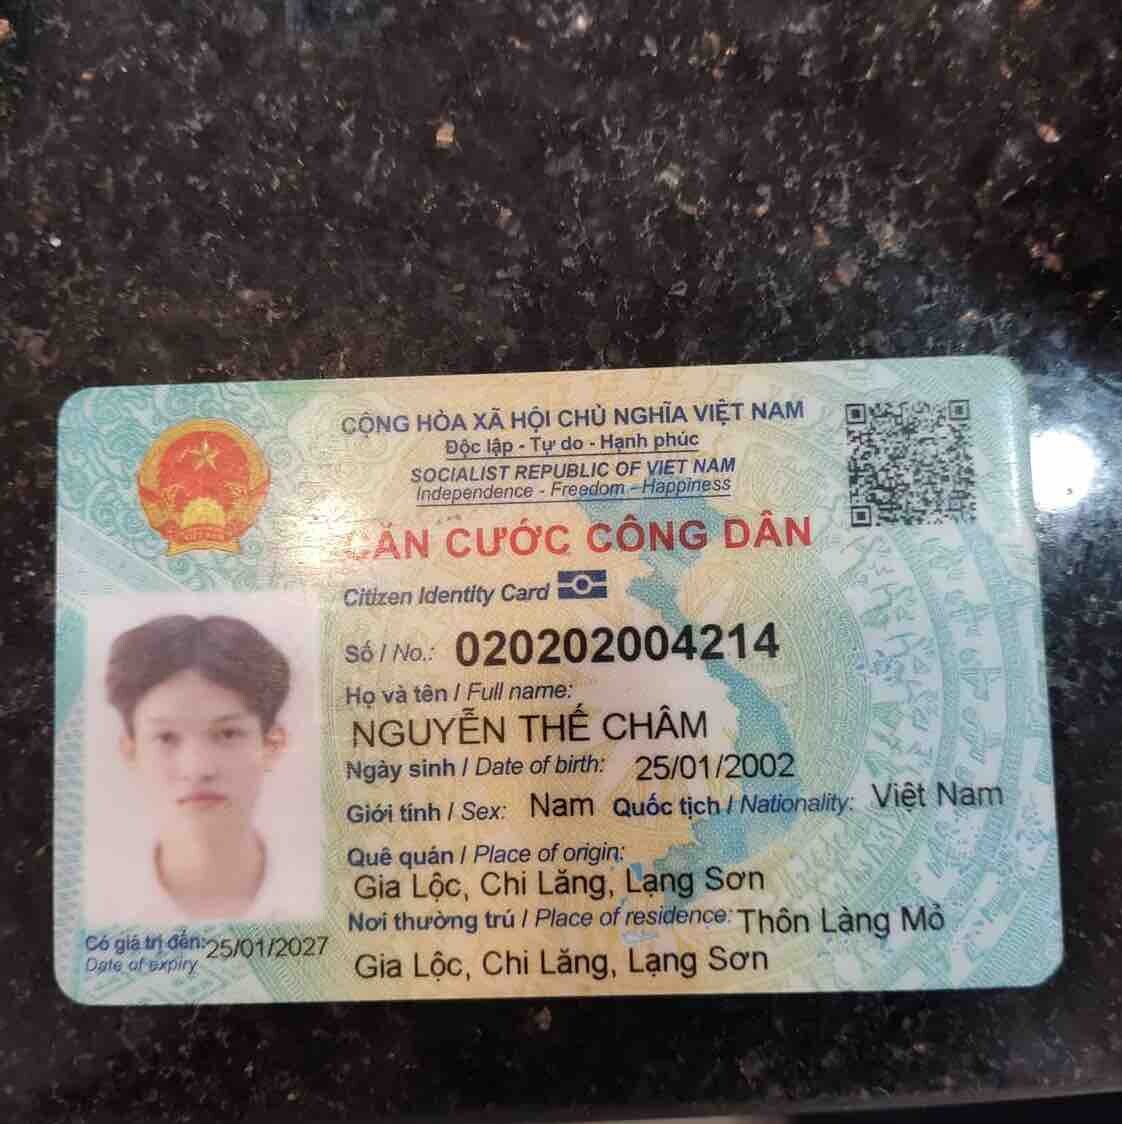 CỘNG HÒA XÃ HỘI CHỦ NGHĨA VIỆT NAM
Độc lập - Tự do - Hạnh phúc
SOCIALIST REPUBLIC OF VIET NAM
Independence - Freedom - Happiness
CĂN CƯỚC CÔNG DÂN
Citizen Identity Card
Số / No.: 020202004214
Họ và tên / Full name:
NGUYỄN THẾ CHÂM
Ngày sinh / Date of birth: 25/01/2002
Giới tính / Sex: Nam Quốc tịch / Nationality: Việt Nam
Quê quán / Place of origin:
Gia Lộc, Chi Lăng, Lạng Sơn
Nơi thường trú / Place of residence: Thôn Làng Mỏ
Gia Lộc, Chi Lăng, Lạng Sơn
Có giá trị đến: 25/01/2027
Date of expiry